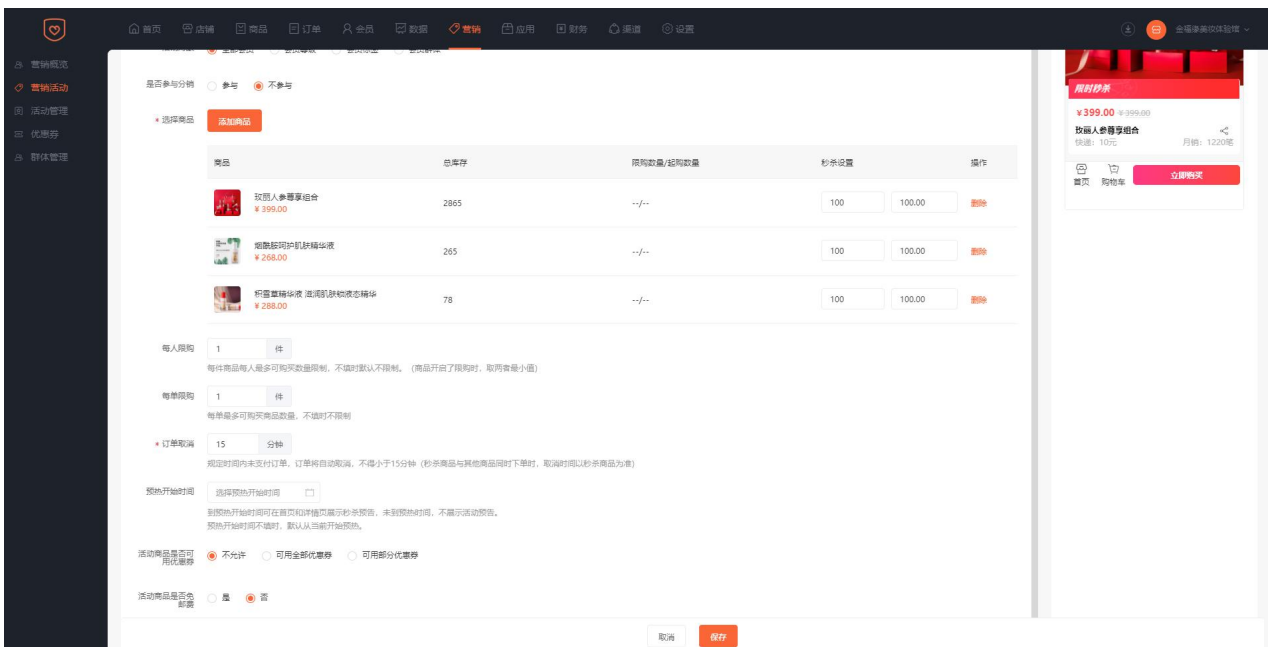 首页 店铺 商品 订单 会员 数据 营销 应用 财务 渠道 设置
营销概览
营销活动
活动管理
优惠券
群体管理
全部会员
是否参与分销 参与 不参与
* 选择商品 添加商品
商品 总库存 限购数量/起购数量 秒杀设置 操作
玫丽人参尊享组合
¥ 399.00
2865 --/-- 100 100.00 删除
烟酰胺呵护肌肤精华液
¥ 268.00
265 --/-- 100 100.00 删除
积雪草精华液 滋润肌肤锁液态精华
¥ 288.00
78 --/-- 100 100.00 删除
每人限购 1 件
每件商品每人最多可购买数量限制，不填时默认不限制。（商品开启了限购时，取两者最小值）
每单限购 1 件
每单最多可购买商品数量，不填时不限制
* 订单取消 15 分钟
规定时间内未支付订单，订单将自动取消，不得小于15分钟（秒杀商品与其他商品同时下单时，取消时间以秒杀商品为准）
预热开始时间 选择预热开始时间
到预热开始时间可在首页和详情页展示秒杀预告，未到预热时间，不展示活动预告。
预热开始时间不填时，默认从当前开始预热。
活动商品是否可
用优惠券
不允许 可用全部优惠券 可用部分优惠券
活动商品是否免
邮费
是 否
取消 保存
限时秒杀
¥399.00 ¥399.00
玫丽人参尊享组合
快递：10元 月销：1220笔
首页 购物车 立即购买